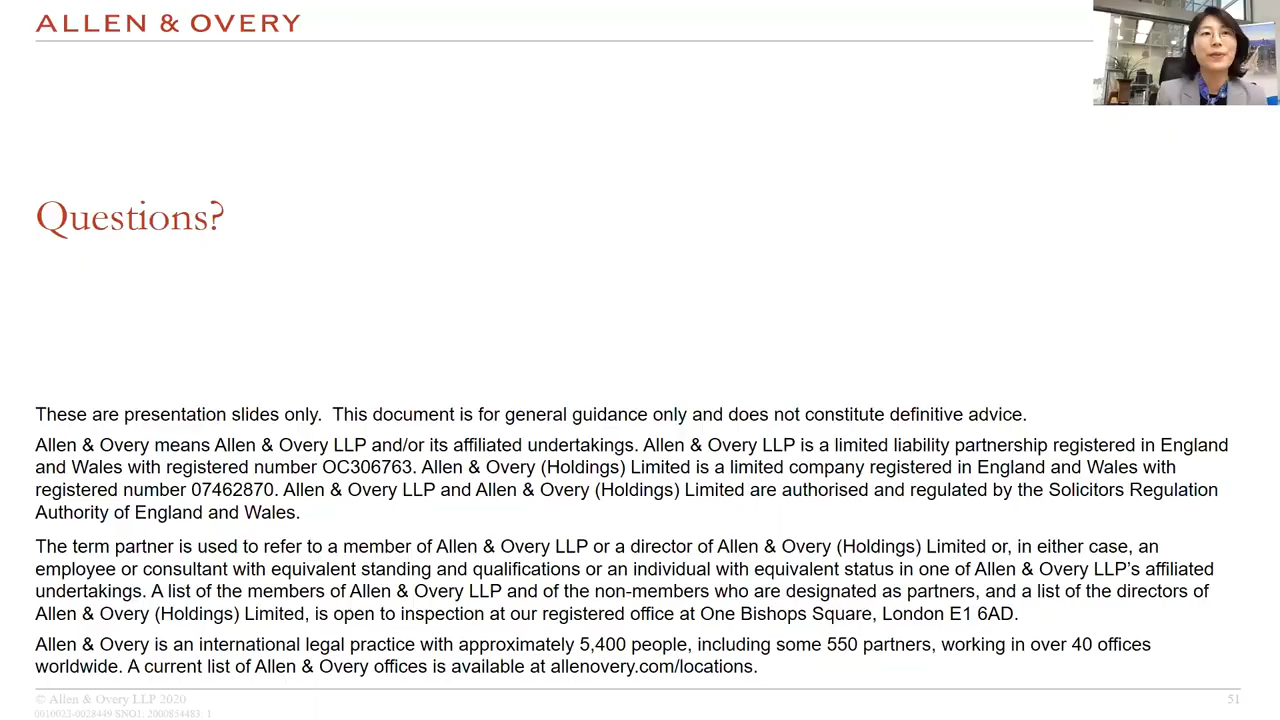 ALLEN & OVERY
Questions?
These are presentation slides only.  This document is for general guidance only and does not constitute definitive advice.
Allen & Overy means Allen & Overy LLP and/or its affiliated undertakings. Allen & Overy LLP is a limited liability partnership registered in England
and Wales with registered number OC306763. Allen & Overy (Holdings) Limited is a limited company registered in England and Wales with
registered number 07462870. Allen & Overy LLP and Allen & Overy (Holdings) Limited are authorised and regulated by the Solicitors Regulation
Authority of England and Wales.
The term partner is used to refer to a member of Allen & Overy LLP or a director of Allen & Overy (Holdings) Limited or, in either case, an
employee or consultant with equivalent standing and qualifications or an individual with equivalent status in one of Allen & Overy LLP’s affiliated
undertakings. A list of the members of Allen & Overy LLP and of the non-members who are designated as partners, and a list of the directors of
Allen & Overy (Holdings) Limited, is open to inspection at our registered office at One Bishops Square, London E1 6AD.
Allen & Overy is an international legal practice with approximately 5,400 people, including some 550 partners, working in over 40 offices
worldwide. A current list of Allen & Overy offices is available at allenovery.com/locations.
© Allen & Overy LLP 2020
51
0010023-0028449 SNO1: 2000854483: 1